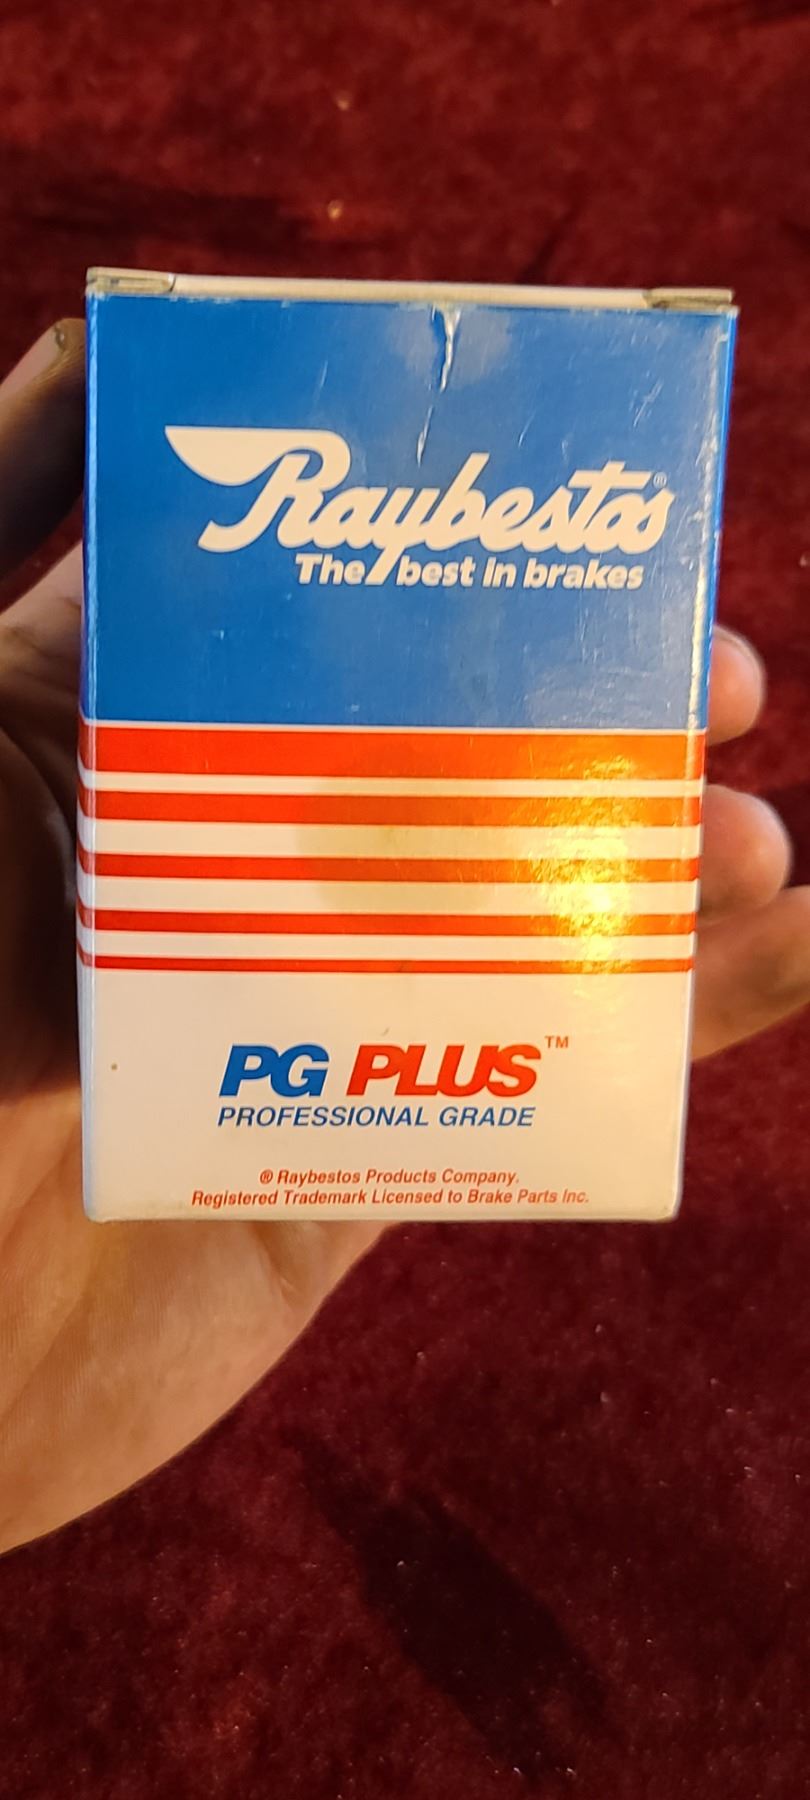 Raybestos®
The best in brakes
PG PLUS™
PROFESSIONAL GRADE
® Raybestos Products Company.
Registered Trademark Licensed to Brake Parts Inc.